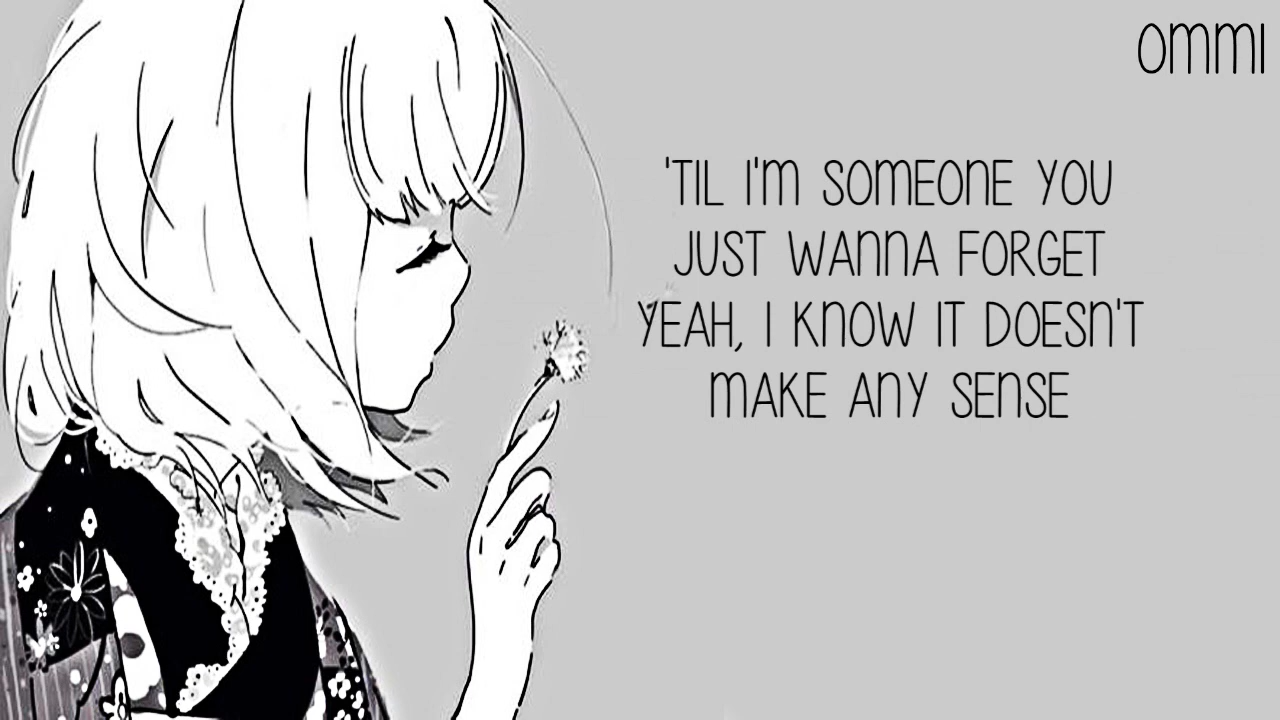 OMMI
'TIL I'M SOMEONE YOU
JUST WANNA FORGET
YEAH, I KNOW IT DOESN'T
MAKE ANY SENSE